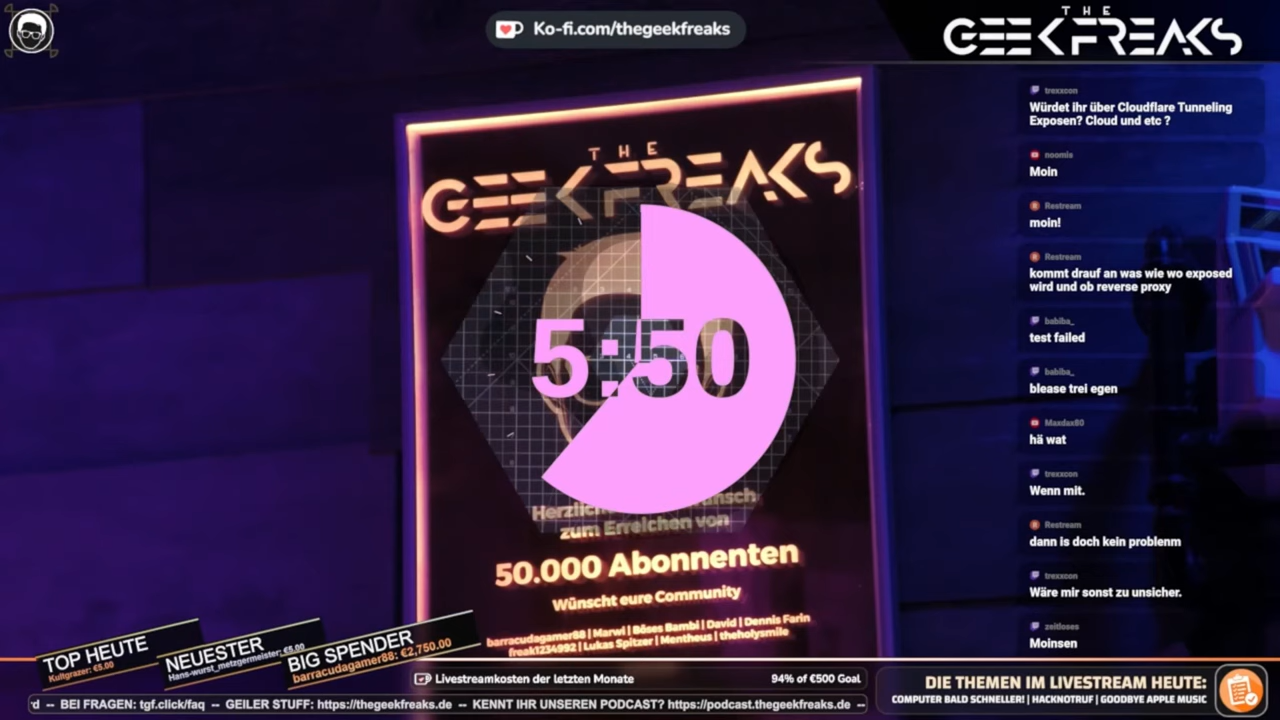 Ko-fi.com/thegeekfreaks
THE
GEEKFREAKS
trexxcon
Würdet ihr über Cloudflare Tunneling
Exposen? Cloud und etc ?
noomie
Moin
Restream
moin!
Restream
kommt drauf an was wie wo exposed
wird und ob reverse proxy
babiba_
test failed
babiba_
blease trei egen
Maxdax80
hä wat
trexxcon
Wenn mit.
Restream
dann is doch kein problenm
trexxcon
Wäre mir sonst zu unsicher.
zeitloses
Moinsen
THE
GEEKFREAKS
5:50
zum Erreichen von
50.000 Abonnenten
Wünscht eure Community
barracudagamer88 | Marwi | Böses Bambi | David | Dennis Farin
freak1234992 | Lukas Spitzer | Mentheus | theholysmile
TOP HEUTE
Kultgrazer: €5.00
NEUESTER
Hans-wurst_metzgermeister: €5.00
BIG SPENDER
barracudagamer88: €2,750.00
Livestreamkosten der letzten Monate
94% of €500 Goal
DIE THEMEN IM LIVESTREAM HEUTE:
COMPUTER BALD SCHNELLER! | HACKNOTRUF | GOODBYE APPLE MUSIC
-- BEI FRAGEN: tgf.click/faq -- GEILER STUFF: https://thegeekfreaks.de -- KENNT IHR UNSEREN PODCAST? https://podcast.thegeekfreaks.de --